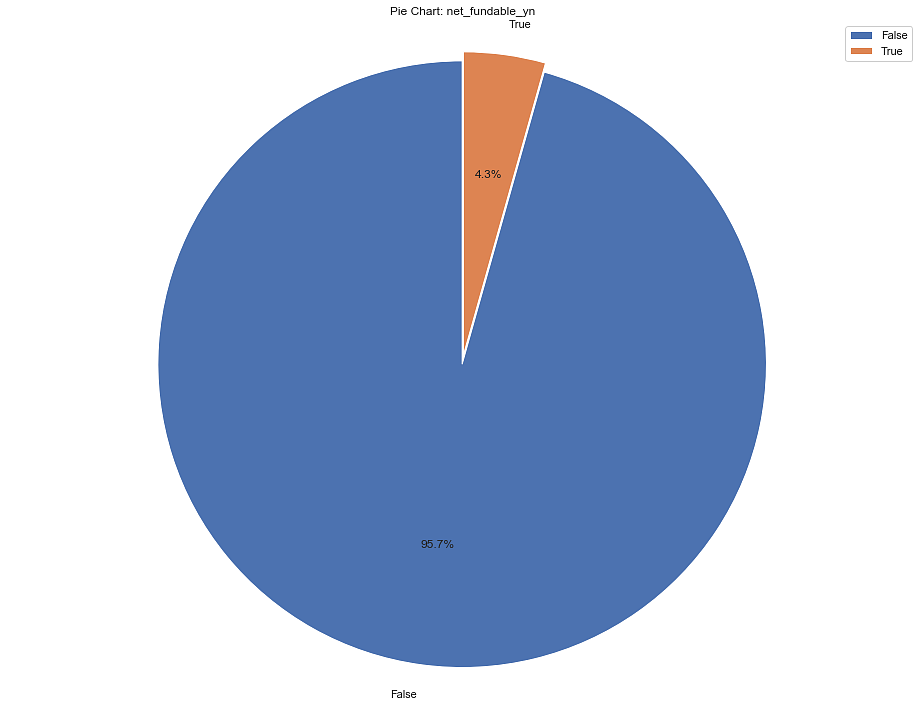 Pie Chart: net_fundable_yn
True
False
True
4.3%
95.7%
False